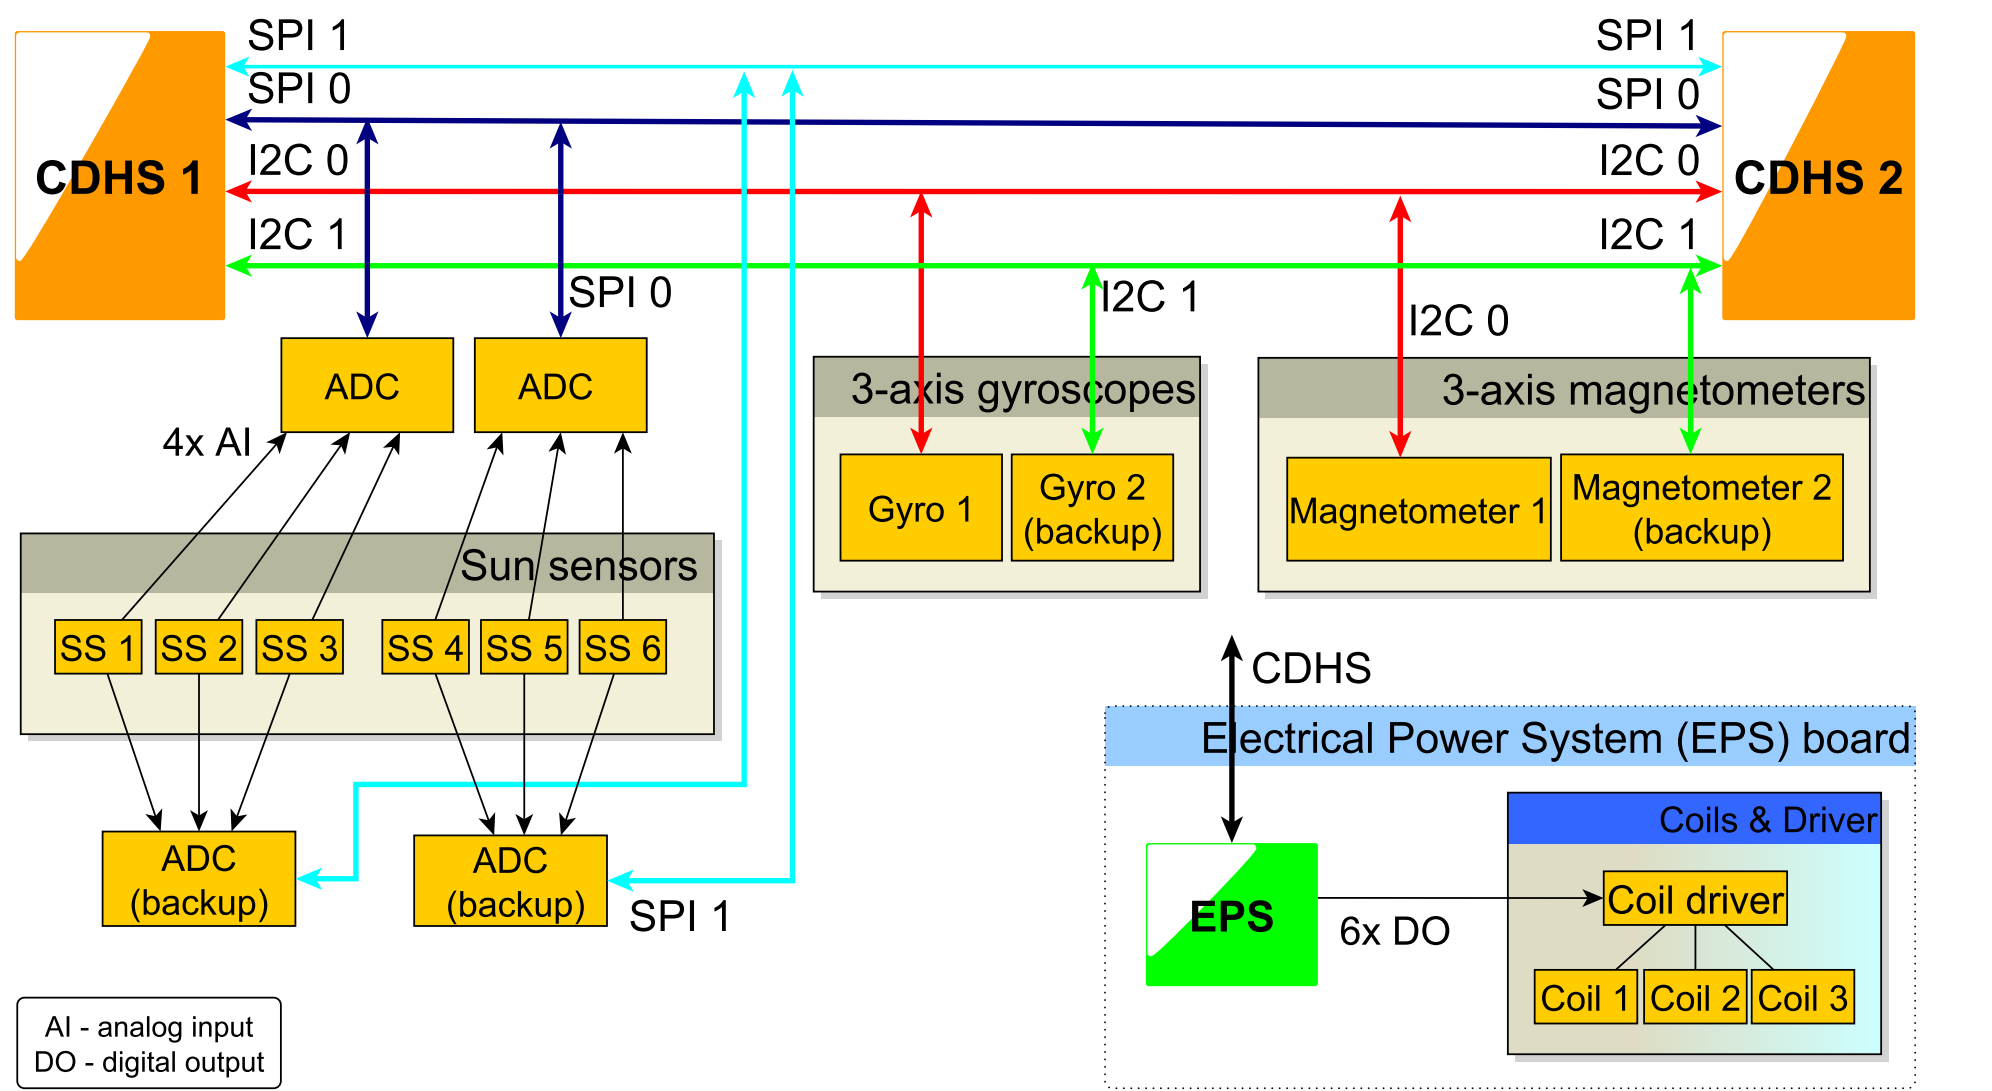 SPI 1
SPI 1
SPI 0
SPI 0
I2C 0
I2C 0
CDHS 1
CDHS 2
I2C 1
I2C 1
SPI 0
I2C 1
I2C 0
ADC
ADC
3-axis gyroscopes
3-axis magnetometers
4x AI
Gyro 1
Gyro 2
(backup)
Magnetometer 1
Magnetometer 2
(backup)
Sun sensors
SS 1
SS 2
SS 3
SS 4
SS 5
SS 6
CDHS
Electrical Power System (EPS) board
Coils & Driver
ADC
(backup)
ADC
(backup)
SPI 1
EPS
6x DO
Coil driver
Coil 1
Coil 2
Coil 3
AI - analog input
DO - digital output